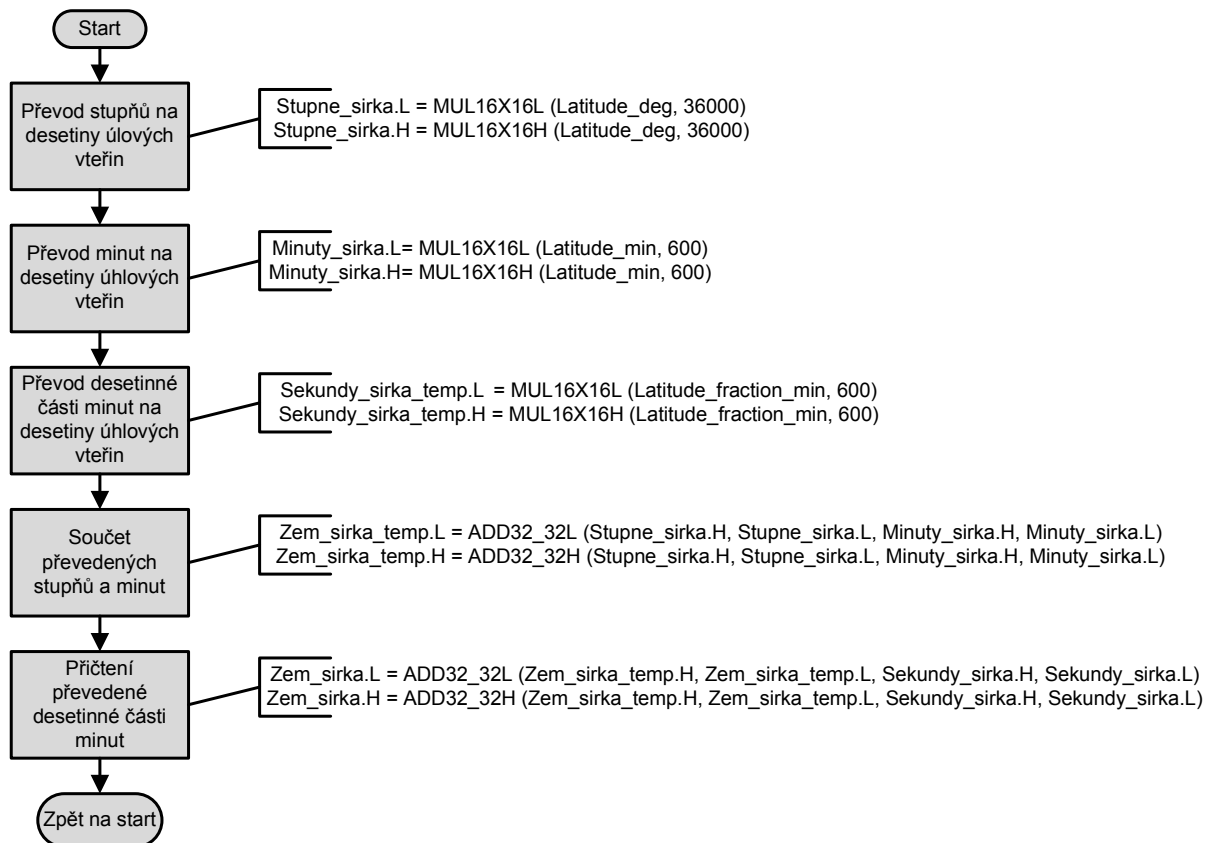 Start
Převod stupňů na
desetiny úlových
vteřin
Stupne_sirka.L = MUL16X16L (Latitude_deg, 36000)
Stupne_sirka.H = MUL16X16H (Latitude_deg, 36000)
Převod minut na
desetiny úhlových
vteřin
Minuty_sirka.L= MUL16X16L (Latitude_min, 600)
Minuty_sirka.H= MUL16X16H (Latitude_min, 600)
Převod desetinné
části minut na
desetiny úhlových
vteřin
Sekundy_sirka_temp.L = MUL16X16L (Latitude_fraction_min, 600)
Sekundy_sirka_temp.H = MUL16X16H (Latitude_fraction_min, 600)
Součet
převedených
stupňů a minut
Zem_sirka_temp.L = ADD32_32L (Stupne_sirka.H, Stupne_sirka.L, Minuty_sirka.H, Minuty_sirka.L)
Zem_sirka_temp.H = ADD32_32H (Stupne_sirka.H, Stupne_sirka.L, Minuty_sirka.H, Minuty_sirka.L)
Přičtení
převedené
desetinné části
minut
Zem_sirka.L = ADD32_32L (Zem_sirka_temp.H, Zem_sirka_temp.L, Sekundy_sirka.H, Sekundy_sirka.L)
Zem_sirka.H = ADD32_32H (Zem_sirka_temp.H, Zem_sirka_temp.L, Sekundy_sirka.H, Sekundy_sirka.L)
Zpět na start